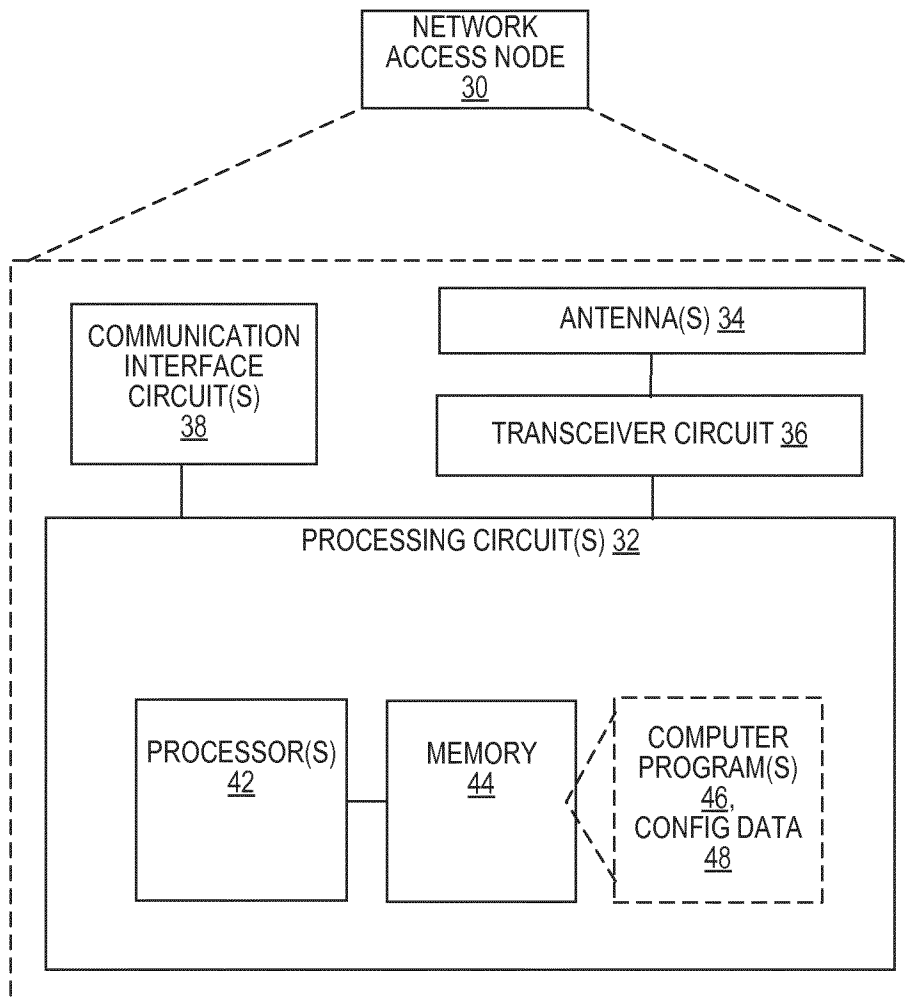 NETWORK
ACCESS NODE
30
ANTENNA(S) 34
COMMUNICATION
INTERFACE
CIRCUIT(S)
38
TRANSCEIVER CIRCUIT 36
PROCESSING CIRCUIT(S) 32
PROCESSOR(S)
42
MEMORY
44
COMPUTER
PROGRAM(S)
46,
CONFIG DATA
48